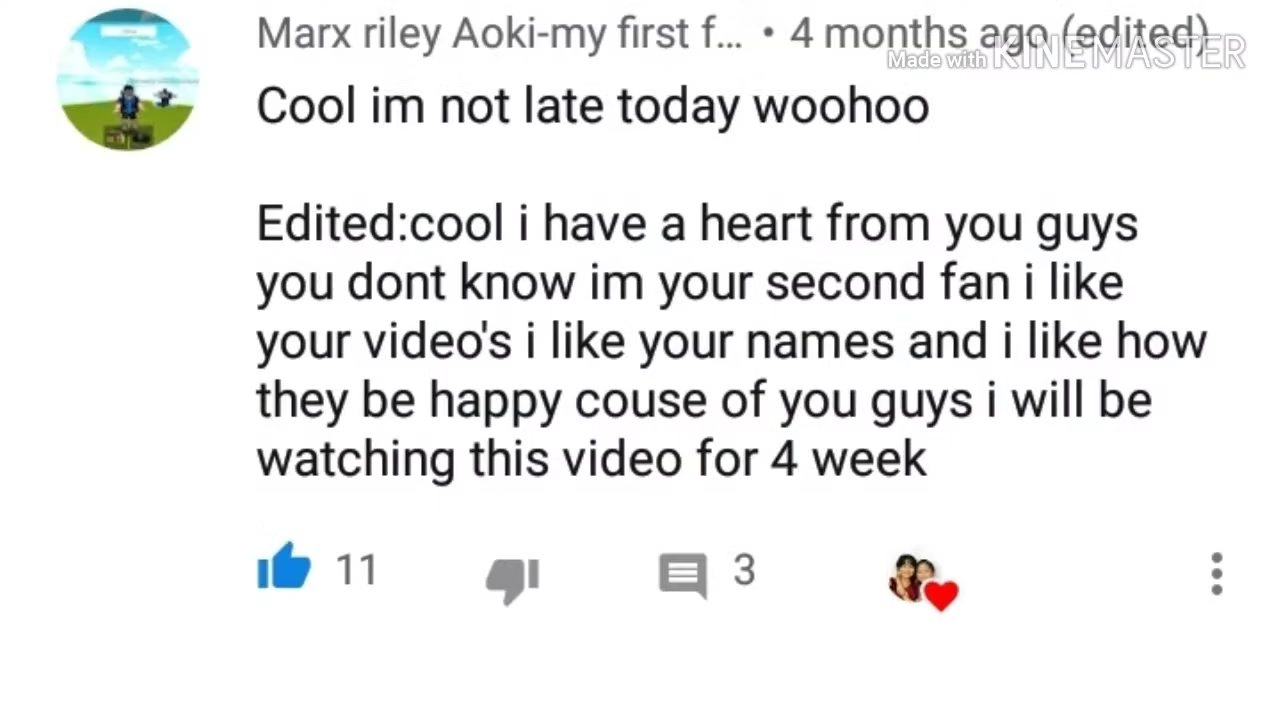 Marx riley Aoki-my first f... • 4 months ago (edited)
Made with KINEMASTER
Cool im not late today woohoo
Edited:cool i have a heart from you guys
you dont know im your second fan i like
your video's i like your names and i like how
they be happy couse of you guys i will be
watching this video for 4 week
11
3